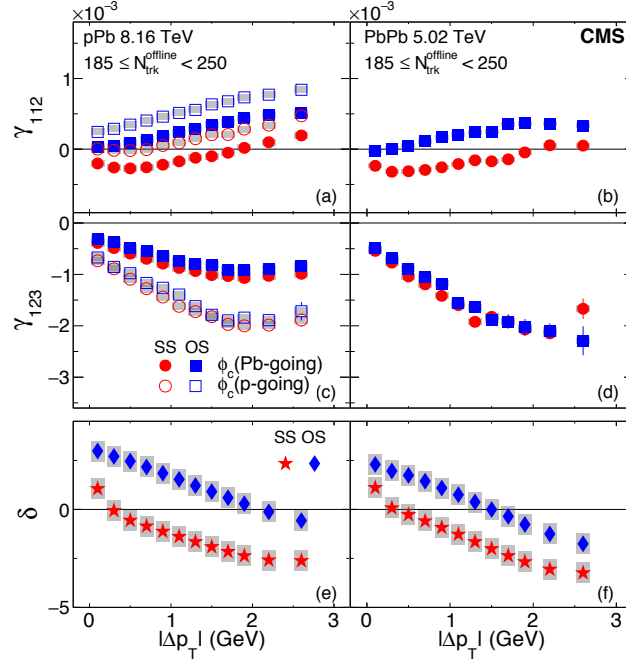 ×10⁻³ ×10⁻³
pPb 8.16 TeV PbPb 5.02 TeV CMS
185 ≤ N_trk^offline < 250 185 ≤ N_trk^offline < 250
1
γ₁₁₂
0
(a) (b)
0
−1
γ₁₂₃
−2
SS OS
ϕ_c(Pb-going)
−3
ϕ_c(p-going)
(c) (d)
SS OS
δ
0
(e) (f)
−5
0 1 2 3 0 1 2 3
|Δp_T| (GeV) |Δp_T| (GeV)